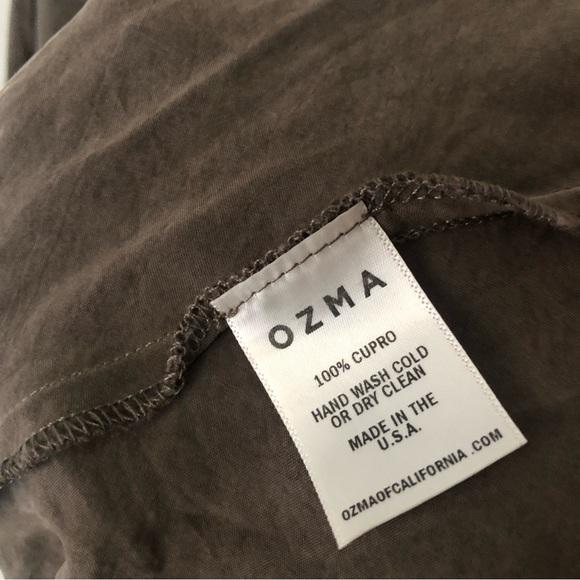 OZMA
100% CUPRO
HAND WASH COLD
OR DRY CLEAN
MADE IN THE
U.S.A.
OZMAOFCALIFORNIA.COM